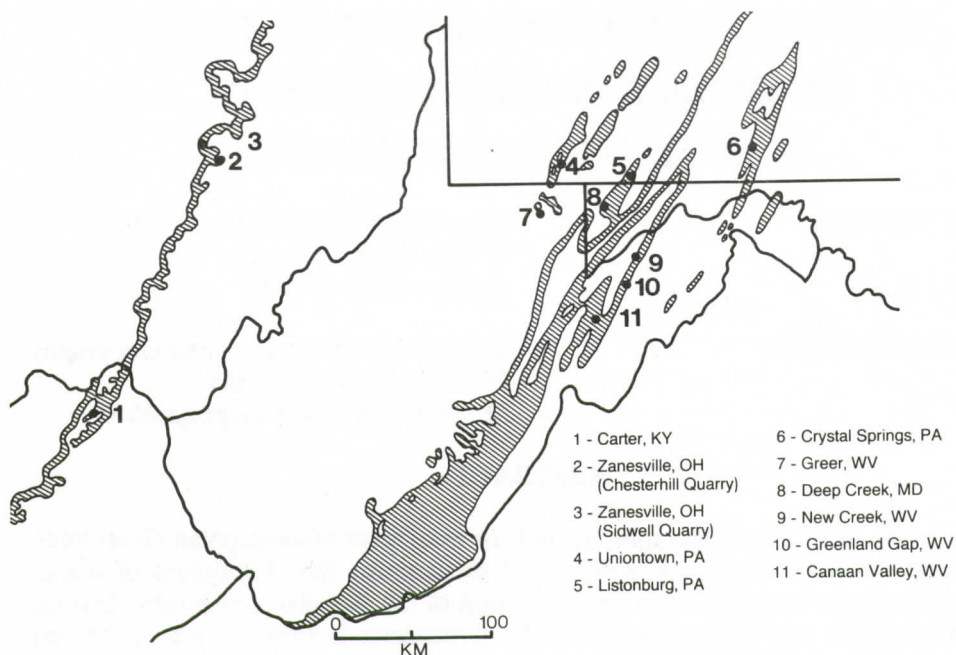 3
2
1
4
5
6
7
8
9
10
11
1 - Carter, KY
2 - Zanesville, OH
(Chesterhill Quarry)
3 - Zanesville, OH
(Sidwell Quarry)
4 - Uniontown, PA
5 - Listonburg, PA
6 - Crystal Springs, PA
7 - Greer, WV
8 - Deep Creek, MD
9 - New Creek, WV
10 - Greenland Gap, WV
11 - Canaan Valley, WV
0 100
KM